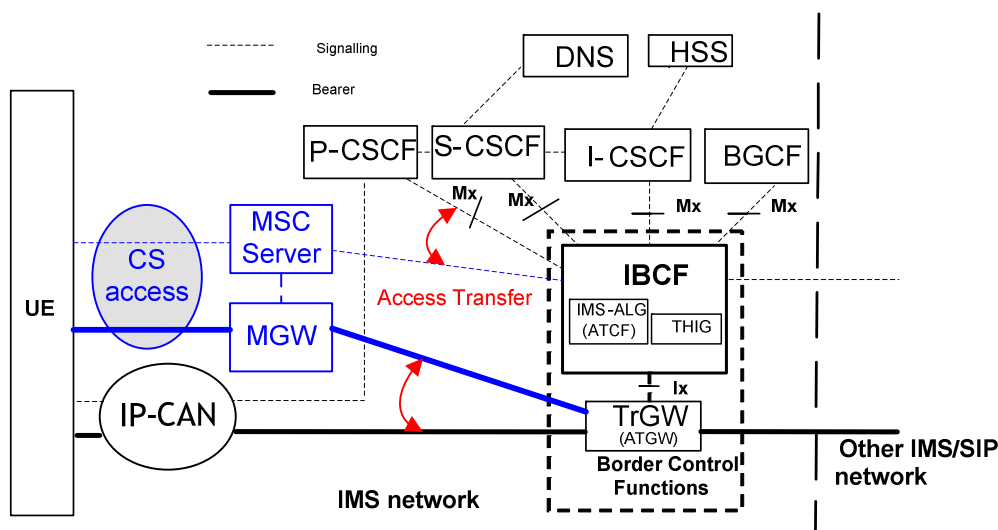 Signalling
Bearer
DNS
HSS
P-CSCF
S-CSCF
I-CSCF
BGCF
Mx
Mx
Mx
Mx
UE
CS
access
MSC
Server
MGW
Access Transfer
IBCF
IMS-ALG
(ATCF)
THIG
Ix
IP-CAN
TrGW
(ATGW)
Border Control
Functions
IMS network
Other IMS/SIP
network